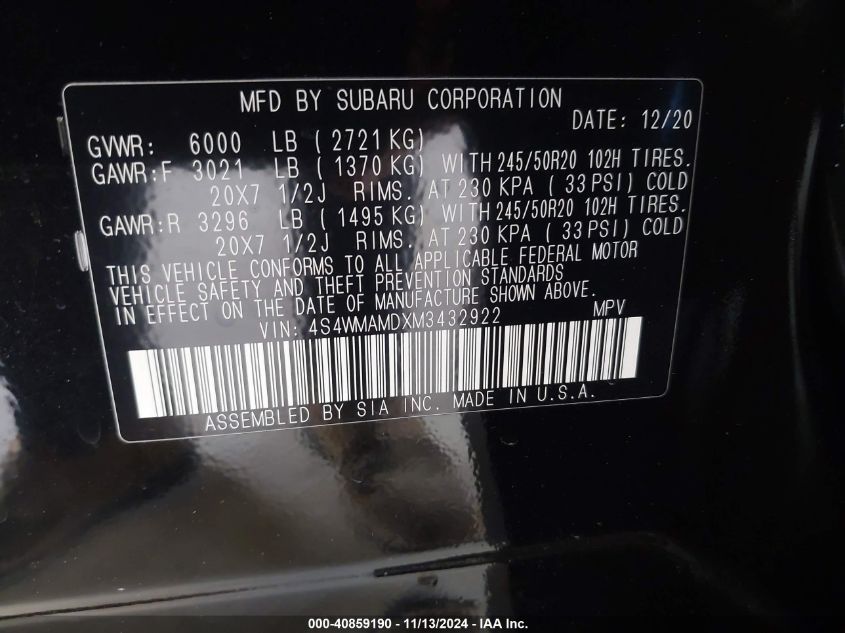 MFD BY SUBARU CORPORATION
DATE: 12/20
GVWR: 6000 LB ( 2721 KG)
GAWR:F 3021 LB ( 1370 KG) WITH 245/50R20 102H TIRES.
20X7 1/2J RIMS. AT 230 KPA ( 33 PSI) COLD
GAWR:R 3296 LB ( 1495 KG) WITH 245/50R20 102H TIRES.
20X7 1/2J RIMS. AT 230 KPA ( 33 PSI) COLD
THIS VEHICLE CONFORMS TO ALL APPLICABLE FEDERAL MOTOR
VEHICLE SAFETY AND THEFT PREVENTION STANDARDS
IN EFFECT ON THE DATE OF MANUFACTURE SHOWN ABOVE.
VIN: 4S4WMAMDXM3432922 MPV
ASSEMBLED BY SIA INC. MADE IN U.S.A.
000-40859190 - 11/13/2024 - IAA Inc.